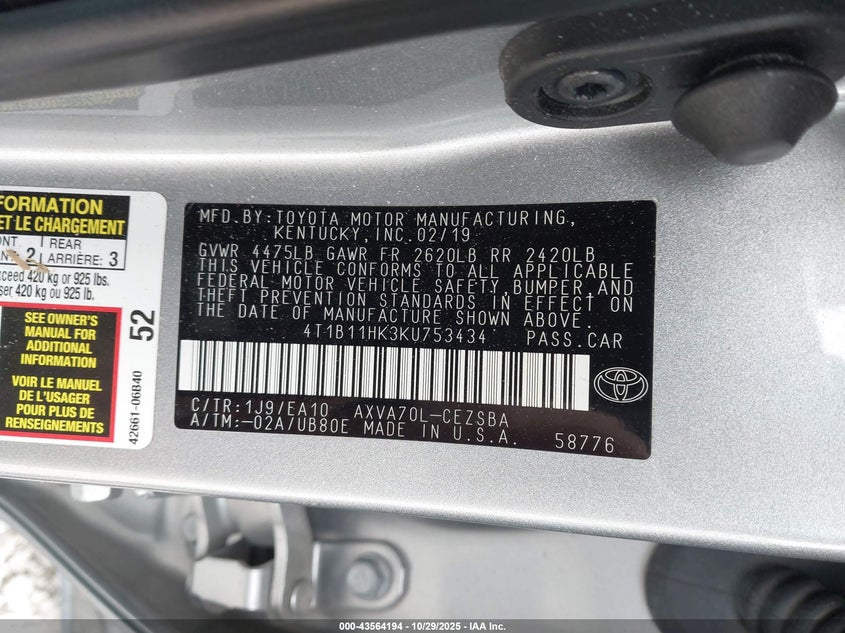 FORMATION
ET LE CHARGEMENT
REAR
2 ARRIÈRE: 3
xceed 420 kg or 925 lbs.
ser 420 kg ou 925 lb.
SEE OWNER'S
MANUAL FOR
ADDITIONAL
INFORMATION
VOIR LE MANUEL
DE L'USAGER
POUR PLUS DE
RENSEIGNEMENTS
52
42661-06B40
MFD.BY:TOYOTA MOTOR MANUFACTURING,
KENTUCKY,INC.02/19
GVWR 4475LB GAWR FR 2620LB RR 2420LB
THIS VEHICLE CONFORMS TO ALL APPLICABLE
FEDERAL MOTOR VEHICLE SAFETY,BUMPER,AND
THEFT PREVENTION STANDARDS IN EFFECT ON
THE DATE OF MANUFACTURE SHOWN ABOVE.
4T1B11HK3KU753434 PASS.CAR
C/TR:1J9/EA10 AXVA70L-CEZSBA
A/TM:-02A/UB80E MADE IN U.S.A.
58776
000-43564194 - 10/29/2025 - IAA Inc.